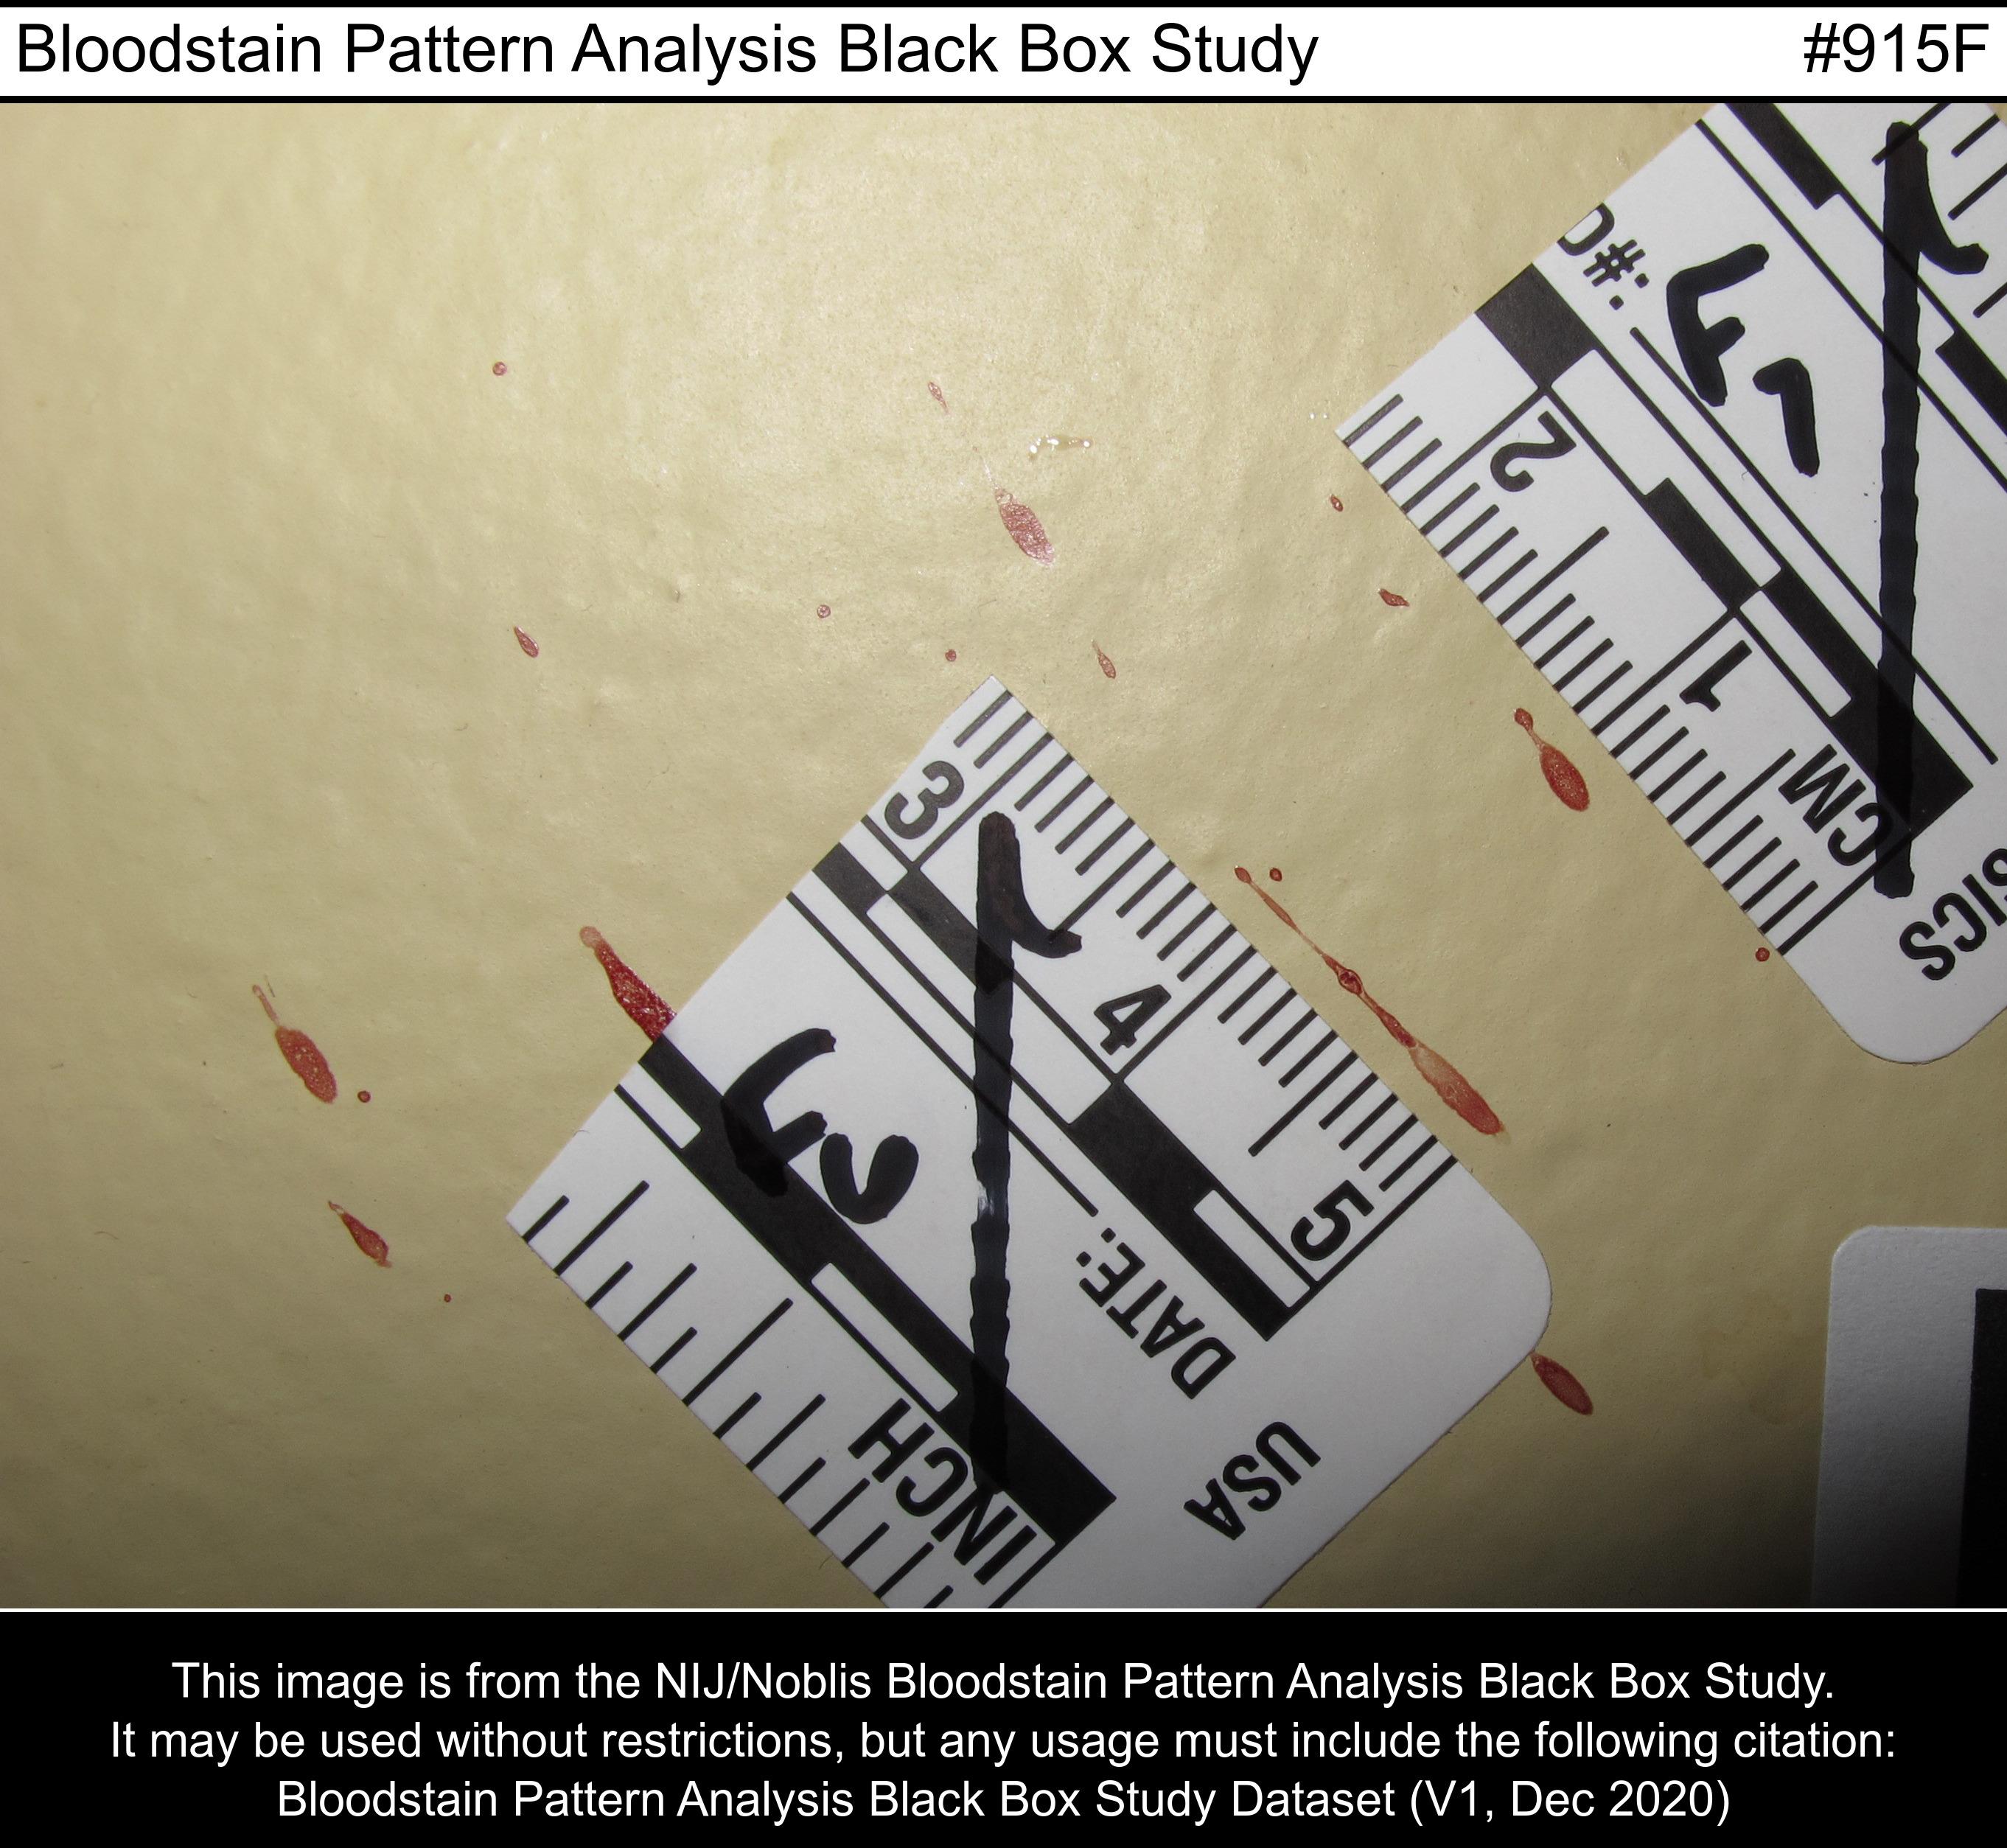 Bloodstain Pattern Analysis Black Box Study #915F
D#:
F1
2
1
CM
SICS
3
4
5
F2
DATE:
INCH
USA
This image is from the NIJ/Noblis Bloodstain Pattern Analysis Black Box Study.
It may be used without restrictions, but any usage must include the following citation:
Bloodstain Pattern Analysis Black Box Study Dataset (V1, Dec 2020)